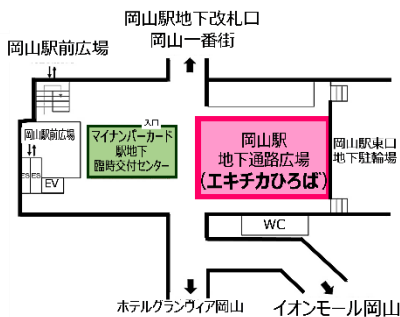 岡山駅地下改札口
岡山一番街
岡山駅前広場
岡山駅前広場
ES
ES
EV
入口
マイナンバーカード
駅地下
臨時交付センター
岡山駅
地下通路広場
(エキチカひろば)
岡山駅東口
地下駐輪場
WC
ホテルグランヴィア岡山
イオンモール岡山